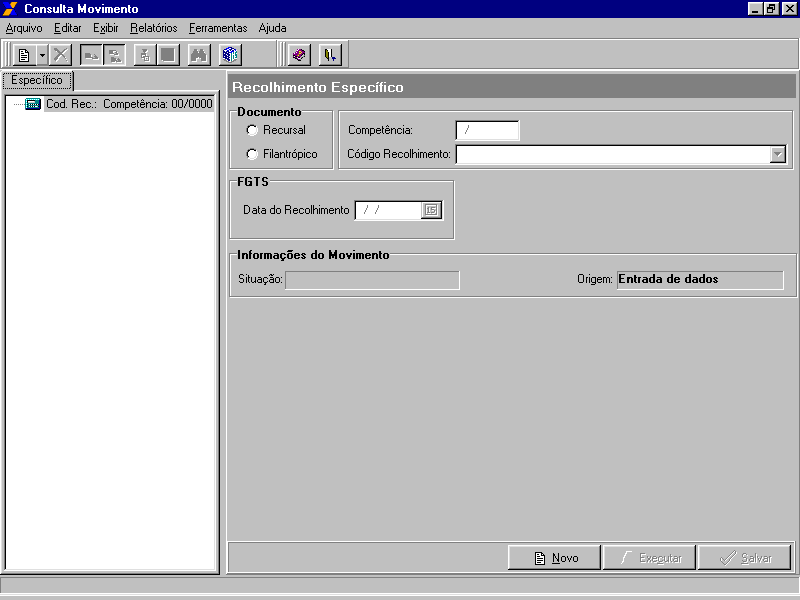 Consulta Movimento
Arquivo Editar Exibir Relatórios Ferramentas Ajuda
Específico
Cod. Rec.: Competência: 00/0000
Recolhimento Específico
Documento
Recursal
Filantrópico
Competência: /
Código Recolhimento:
FGTS
Data do Recolhimento / / 15
Informações do Movimento
Situação:
Origem: Entrada de dados
Novo Executar Salvar